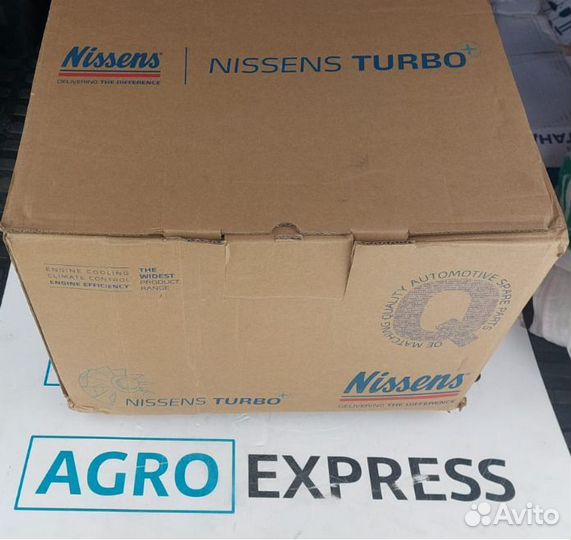 Nissens
DELIVERING THE DIFFERENCE
NISSENS TURBO+
ENGINE COOLING
CLIMATE CONTROL
ENGINE EFFICIENCY
THE
WIDEST
PRODUCT
RANGE
OE MATCHING QUALITY AUTOMOTIVE SPARE PARTS
Q
NISSENS TURBO+
Nissens
DELIVERING THE DIFFERENCE
AGRO EXPRESS
Avito